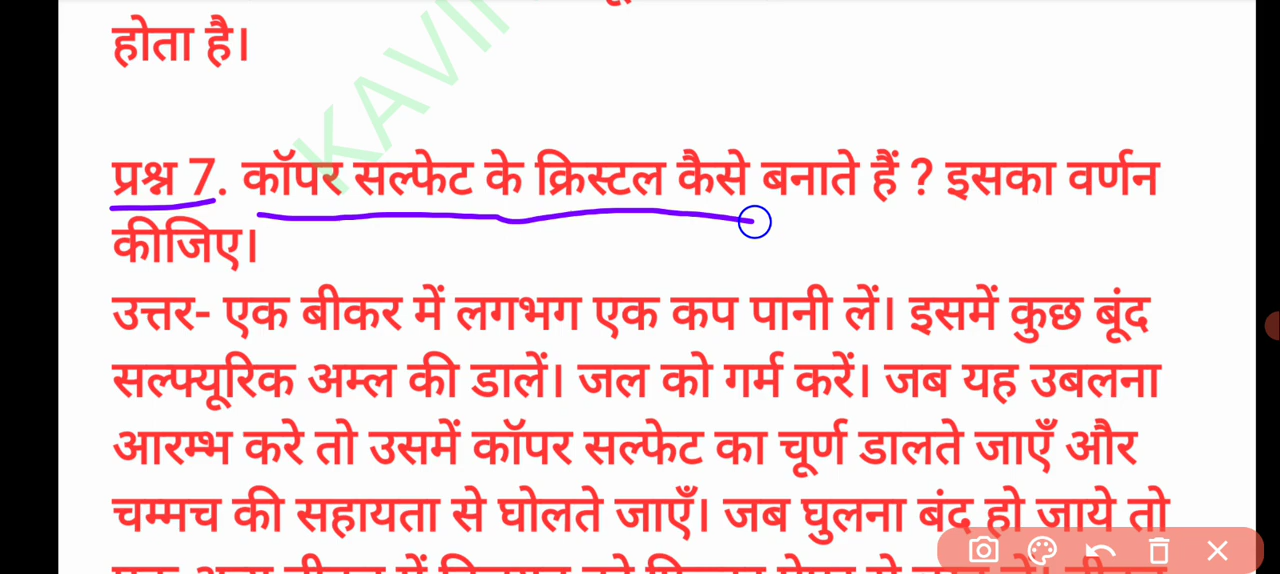 होता है।
KAVI
प्रश्न 7. कॉपर सल्फेट के क्रिस्टल कैसे बनाते हैं ? इसका वर्णन
कीजिए।
उत्तर- एक बीकर में लगभग एक कप पानी लें। इसमें कुछ बूंद
सल्फ्यूरिक अम्ल की डालें। जल को गर्म करें। जब यह उबलना
आरम्भ करे तो उसमें कॉपर सल्फेट का चूर्ण डालते जाएँ और
चम्मच की सहायता से घोलते जाएँ। जब घुलना बंद हो जाये तो